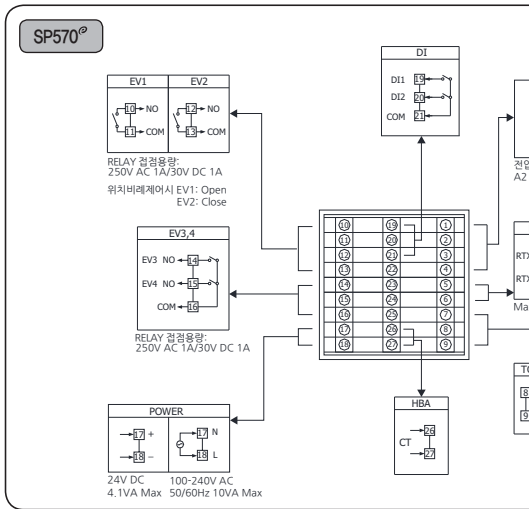 SP570
EV1 EV2
10 NO 12 NO
11 COM 13 COM
RELAY 접점용량:
250V AC 1A/30V DC 1A
위치비례제어시 EV1: Open
EV2: Close
DI
DI1 19
DI2 20
COM 21
전압
A2
EV3,4
EV3 NO 14
EV4 NO 15
COM 16
RELAY 접점용량:
250V AC 1A/30V DC 1A
10 19 1
11 20 2
12 21 3
13 22 4
14 23 5
15 24 6
16 25 7
17 26 8
18 27 9
RTX
RTX
Ma
POWER
17 + 17 N
18 − 18 L
24V DC 100-240V AC
4.1VA Max 50/60Hz 10VA Max
HBA
CT 26
27
8
9